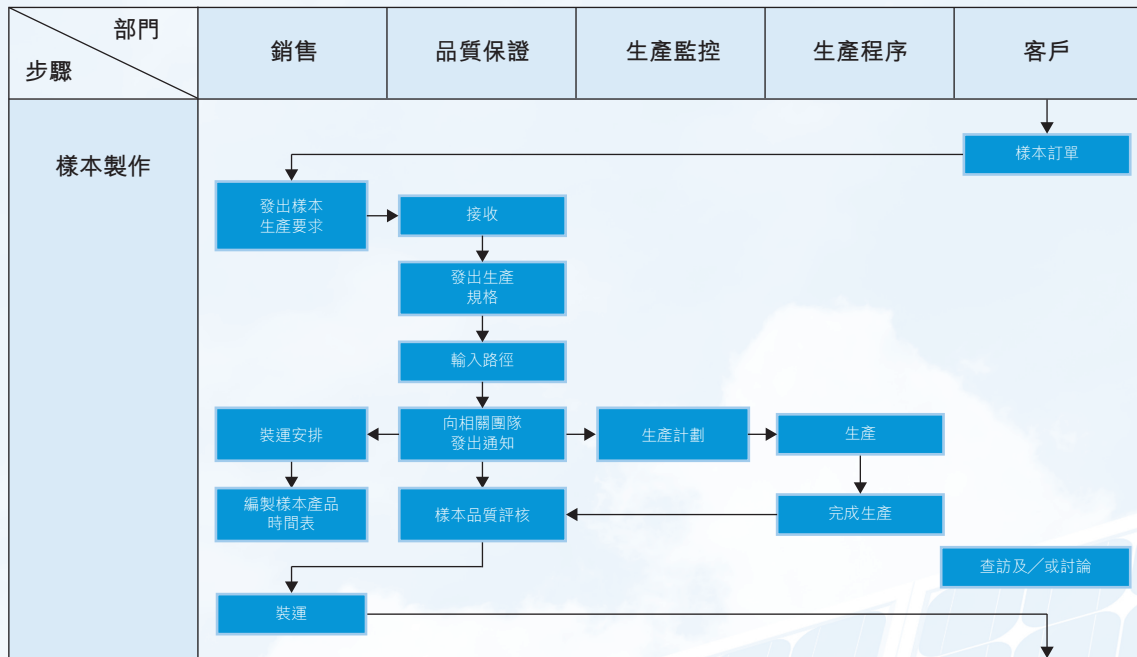 部門
步驟
銷售
品質保證
生產監控
生產程序
客戶
樣本製作
樣本訂單
發出樣本
生產要求
接收
發出生產
規格
輸入路徑
裝運安排
向相關團隊
發出通知
生產計劃
生產
編製樣本產品
時間表
樣本品質評核
完成生產
查訪及／或討論
裝運